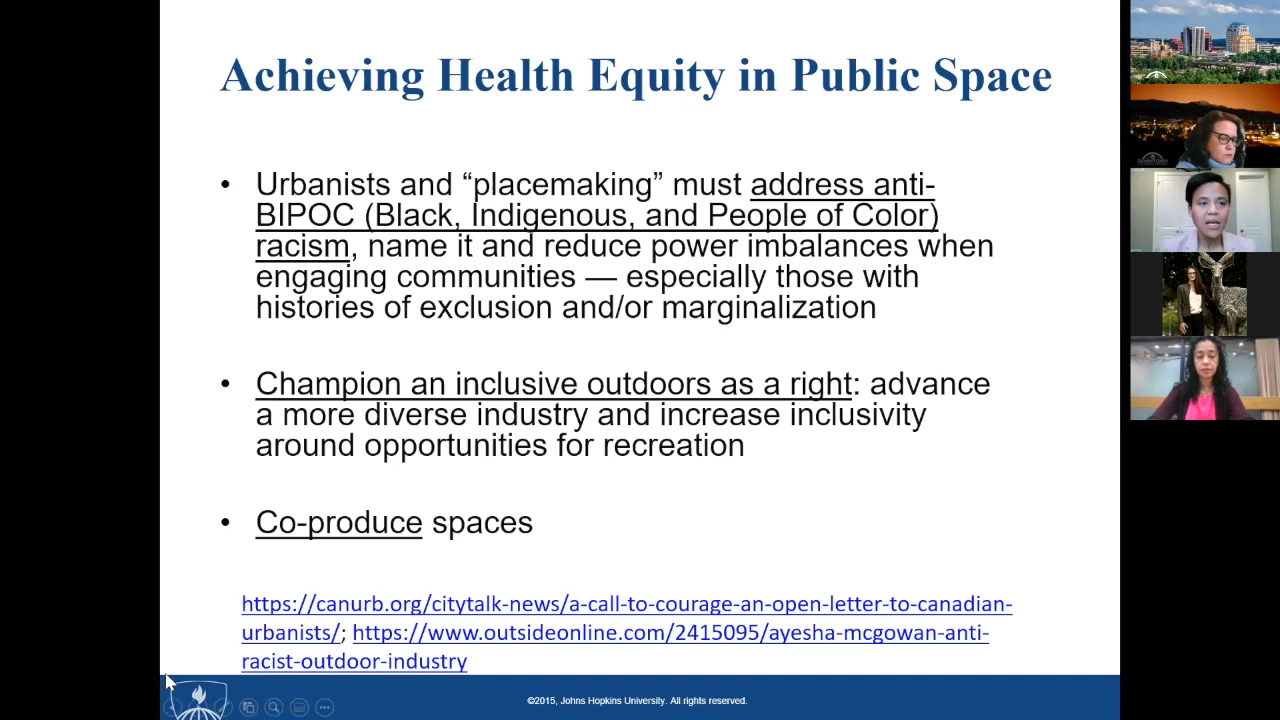 Achieving Health Equity in Public Space
• Urbanists and “placemaking” must address anti-
BIPOC (Black, Indigenous, and People of Color)
racism, name it and reduce power imbalances when
engaging communities — especially those with
histories of exclusion and/or marginalization
• Champion an inclusive outdoors as a right: advance
a more diverse industry and increase inclusivity
around opportunities for recreation
• Co-produce spaces
https://canurb.org/citytalk-news/a-call-to-courage-an-open-letter-to-canadian-
urbanists/; https://www.outsideonline.com/2415095/ayesha-mcgowan-anti-
racist-outdoor-industry
©2015, Johns Hopkins University. All rights reserved.